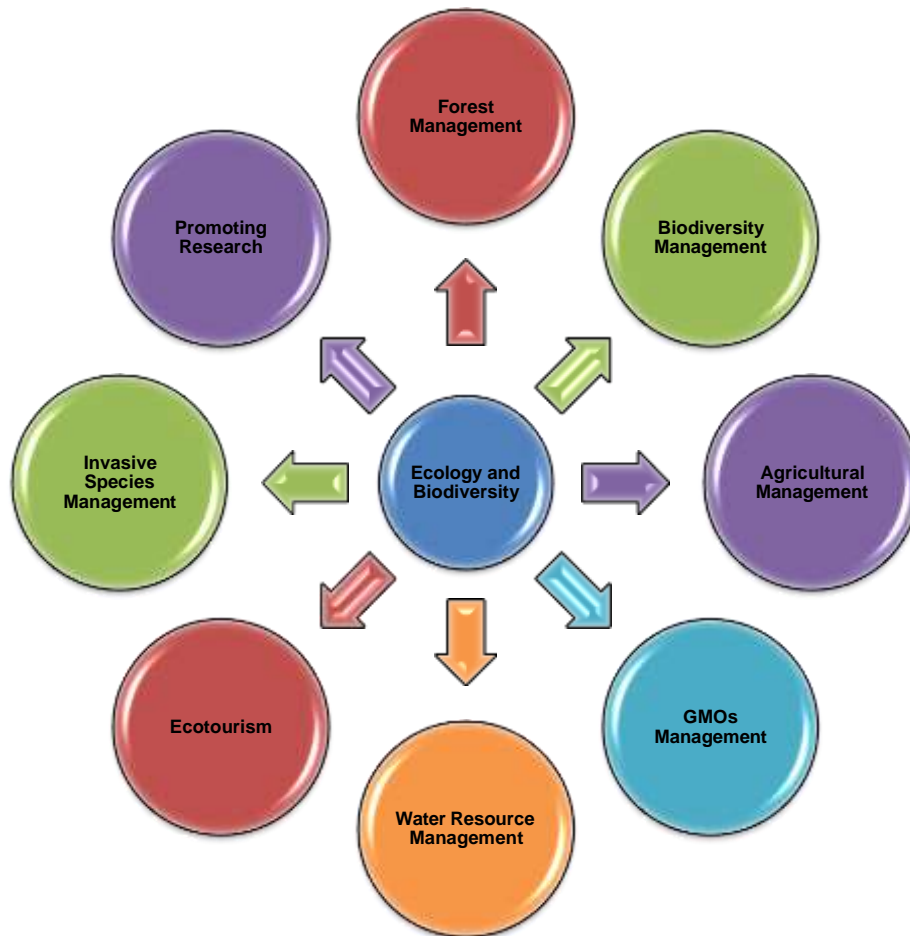 Forest
Management
Promoting
Research
Biodiversity
Management
Invasive
Species
Management
Ecology and
Biodiversity
Agricultural
Management
Ecotourism
GMOs
Management
Water Resource
Management